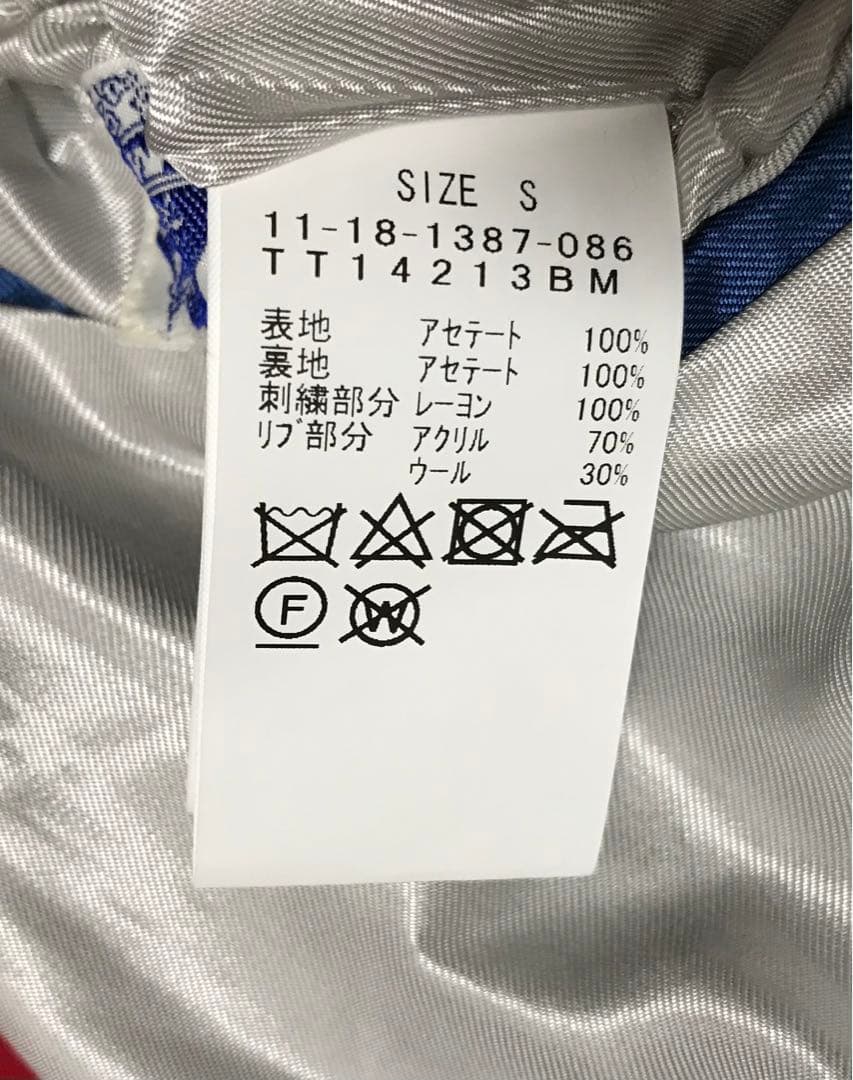 SIZE S
11-18-1387-086
TT14213BM
表地 アセテート 100%
裏地 アセテート 100%
刺繍部分 レーヨン 100%
リブ部分 アクリル 70%
ウール 30%
F W